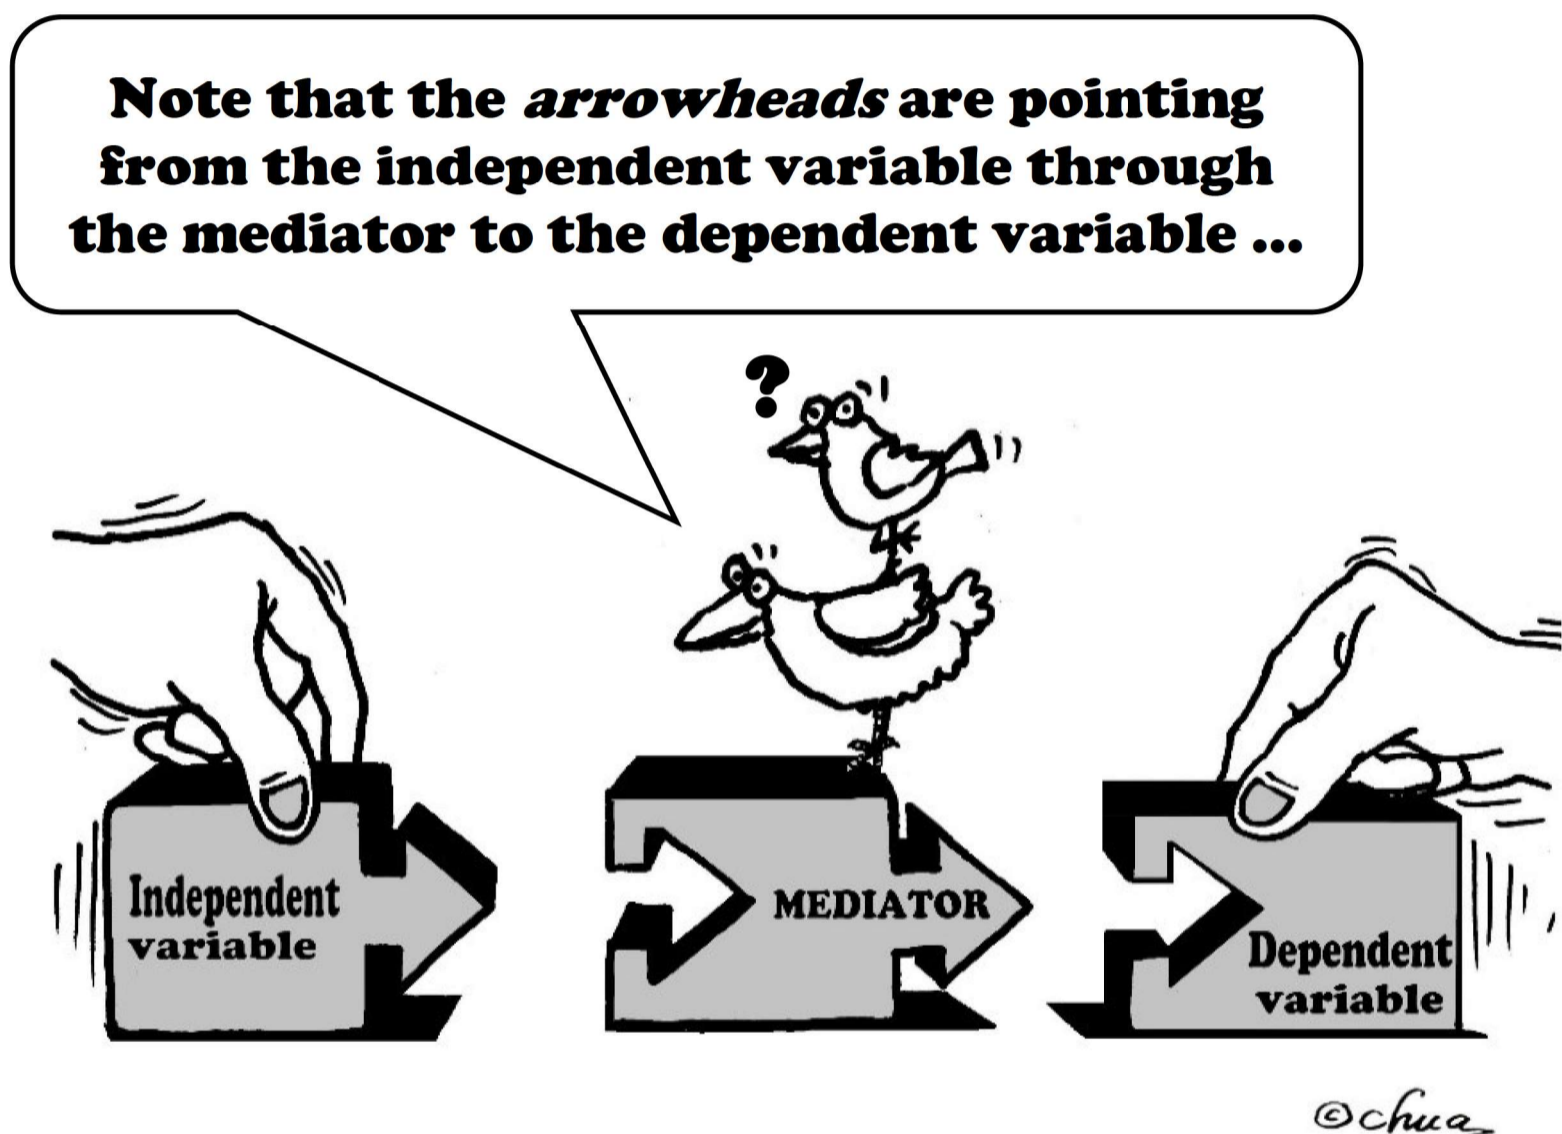 Note that the arrowheads are pointing
from the independent variable through
the mediator to the dependent variable ...
?
Independent
variable
MEDIATOR
Dependent
variable
©chua